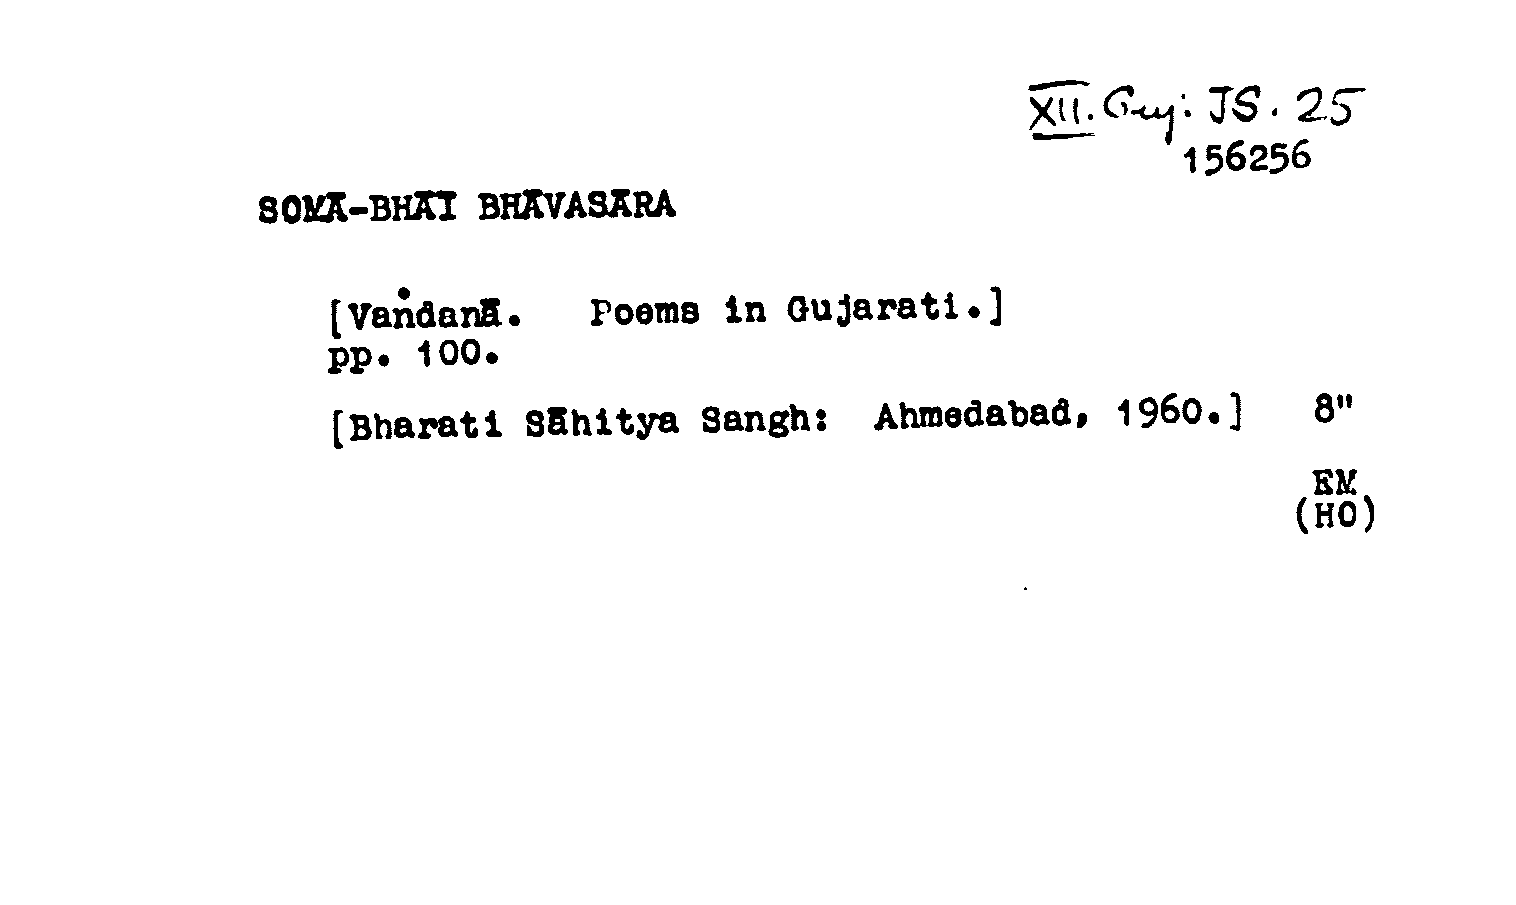 XII. Guj: JS. 25
156256
SOMĀ-BHĀĪ BHĀVASĀRA
[Vaṅdanā. Poems in Gujarati.]
pp. 100.
[Bharati Sāhitya Sangh: Ahmedabad, 1960.] 8"
EM
(HO)